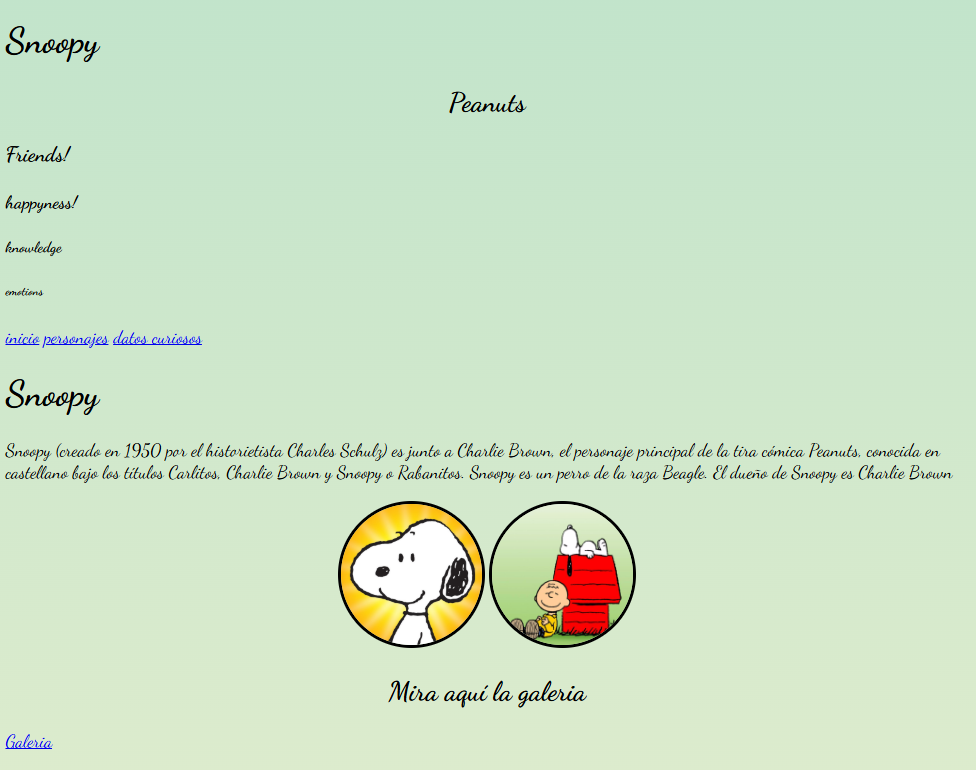 Snoopy
Peanuts
Friends!
happyness!
knowledge
emotions
inicio personajes datos curiosos
Snoopy
Snoopy (creado en 1950 por el historietista Charles Schulz) es junto a Charlie Brown, el personaje principal de la tira cómica Peanuts, conocida en
castellano bajo los títulos Carlitos, Charlie Brown y Snoopy o Rabanitos. Snoopy es un perro de la raza Beagle. El dueño de Snoopy es Charlie Brown
Mira aquí la galeria
Galeria